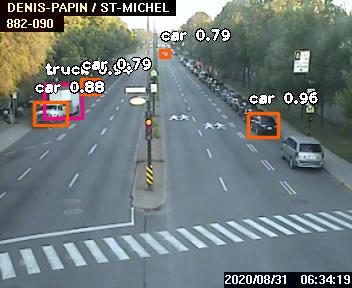 DENIS-PAPIN / ST-MICHEL
882-090
car 0.79
car 0.79
car 0.88
car 0.96
2020/08/31 06:34:19